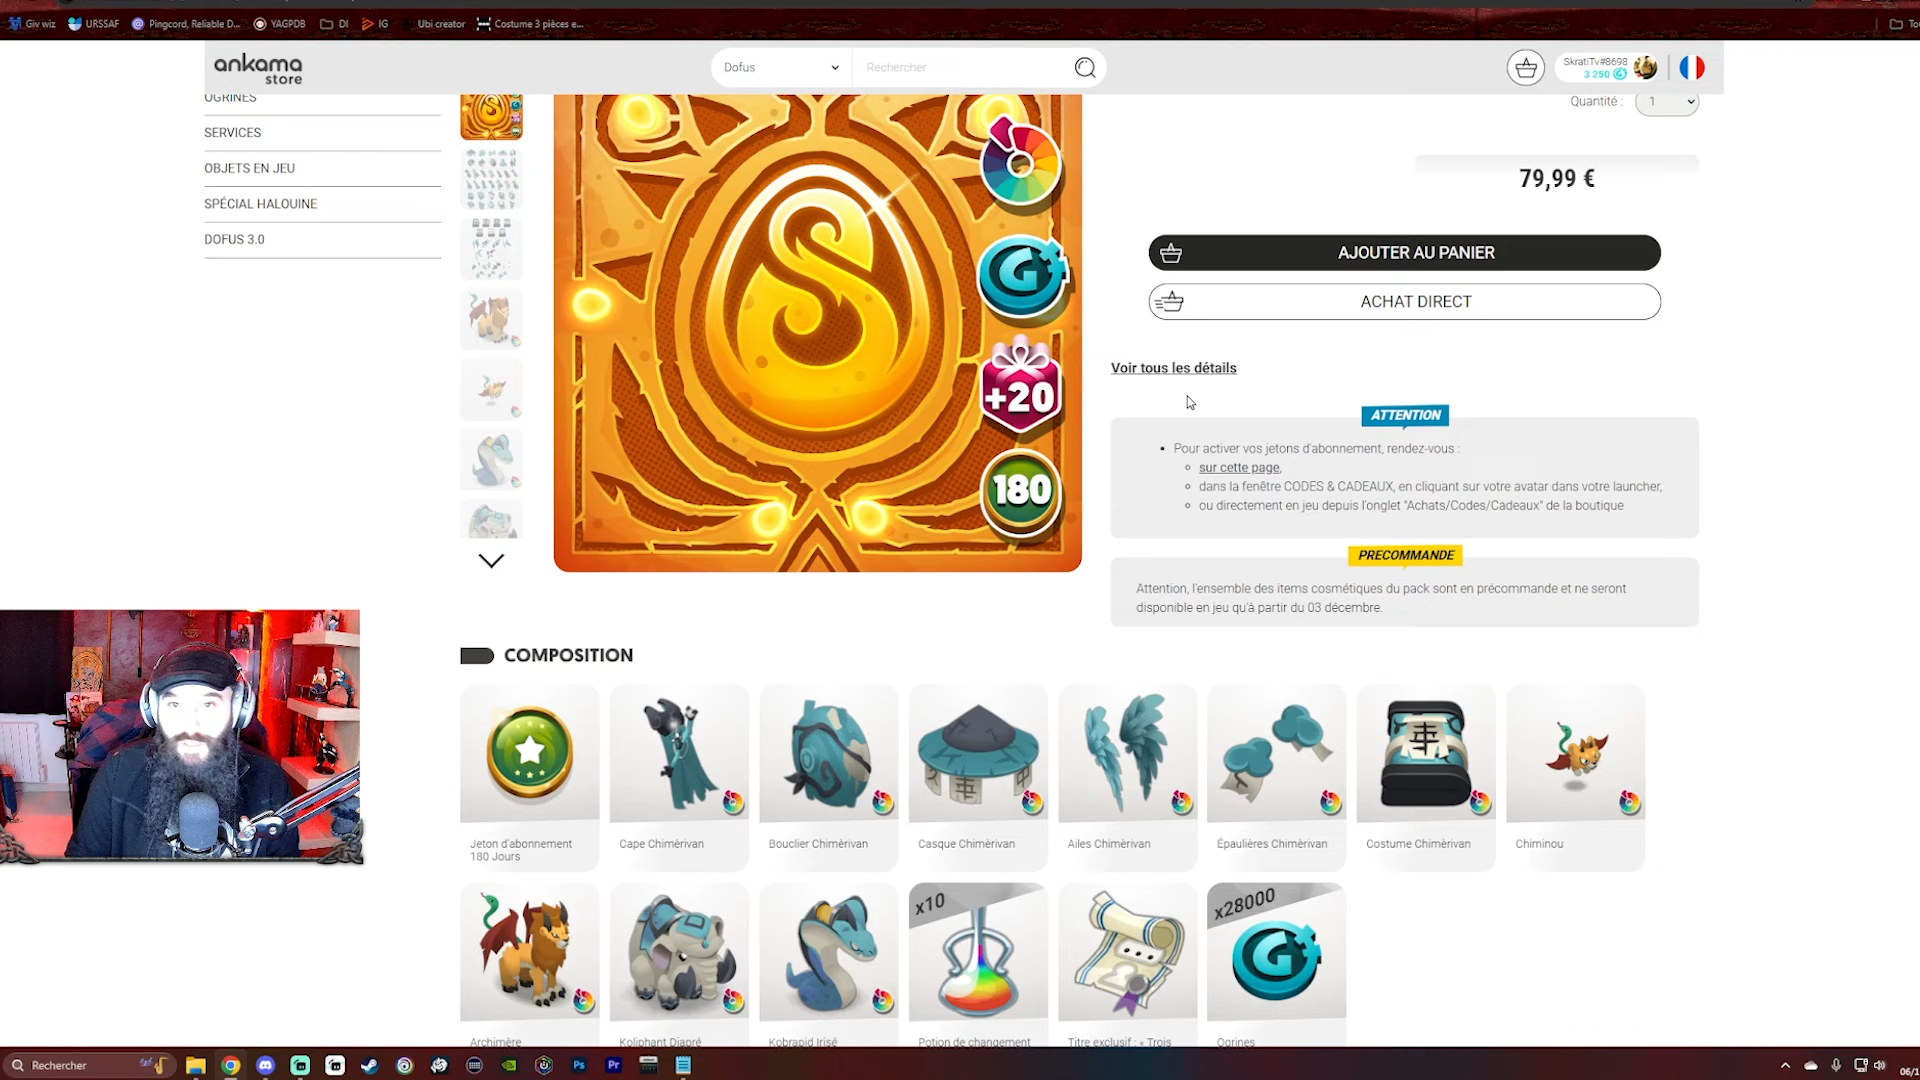 Giv wiz
URSSAF
Pingcord, Reliable D...
YAGPDB
DI
IG
Ubi creator
Costume 3 pièces e...
ankama
store
Dofus
Rechercher
SkratiTv#8698
3 250
OGRINES
SERVICES
OBJETS EN JEU
SPÉCIAL HALOUINE
DOFUS 3.0
G
+20
180
Quantité :
1
79,99 €
AJOUTER AU PANIER
ACHAT DIRECT
Voir tous les détails
ATTENTION
Pour activer vos jetons d'abonnement, rendez-vous :
sur cette page,
dans la fenêtre CODES & CADEAUX, en cliquant sur votre avatar dans votre launcher,
ou directement en jeu depuis l'onglet "Achats/Codes/Cadeaux" de la boutique
PRECOMMANDE
Attention, l'ensemble des items cosmétiques du pack sont en précommande et ne seront
disponible en jeu qu'à partir du 03 décembre.
COMPOSITION
Jeton d'abonnement
180 Jours
Cape Chimèrivan
Bouclier Chimèrivan
Casque Chimèrivan
Ailes Chimèrivan
Épaulières Chimèrivan
Costume Chimèrivan
Chiminou
x10
x28000
G
Archimère
Koliphant Diapré
Kobrapid Irisé
Potion de changement
Titre exclusif : « Trois
Ogrines
Rechercher
Ps
Pr
06/1